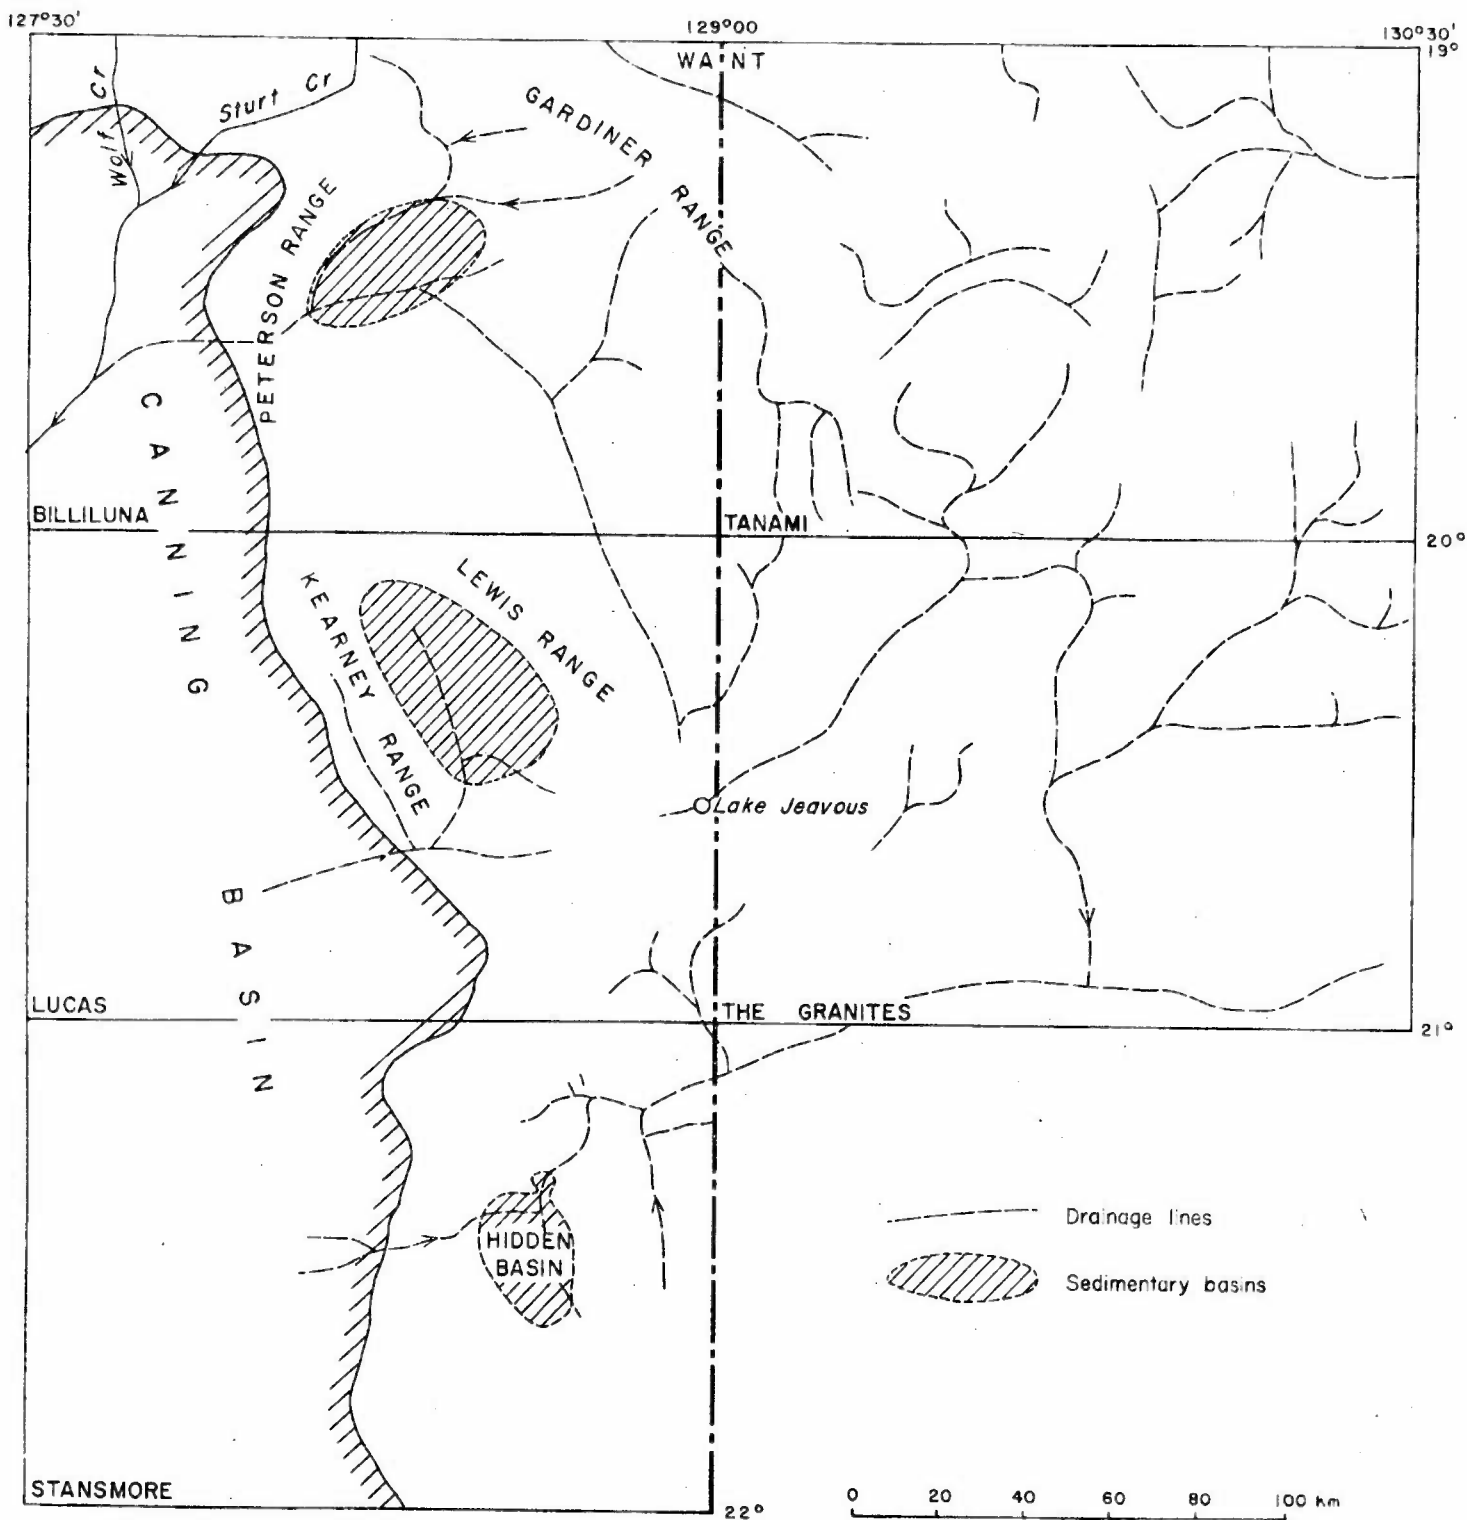 127°30' 129°00 130°30'
19°
WA NT
Wolf Cr
Sturt Cr
GARDINER RANGE
PETERSON RANGE
CANNING BASIN
BILLILUNA
TANAMI
20°
LEWIS RANGE
KEARNEY RANGE
Lake Jeavous
LUCAS
THE GRANITES
21°
HIDDEN
BASIN
Drainage lines
Sedimentary basins
STANSMORE
22°
0 20 40 60 80 100 km